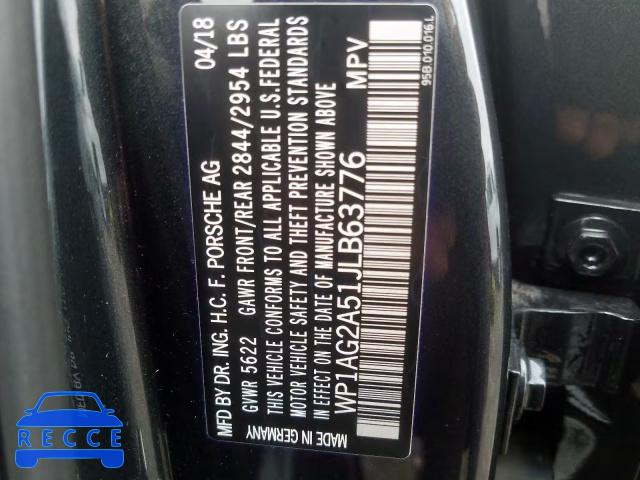 MFD BY DR. ING. H.C. F. PORSCHE AG 04/18
GVWR 5622 GAWR FRONT/REAR 2844/2954 LBS
THIS VEHICLE CONFORMS TO ALL APPLICABLE U.S.FEDERAL
MOTOR VEHICLE SAFETY AND THEFT PREVENTION STANDARDS
IN EFFECT ON THE DATE OF MANUFACTURE SHOWN ABOVE
WP1AG2A51JLB63776 MPV
MADE IN GERMANY
95B.010.016.L
RECCE